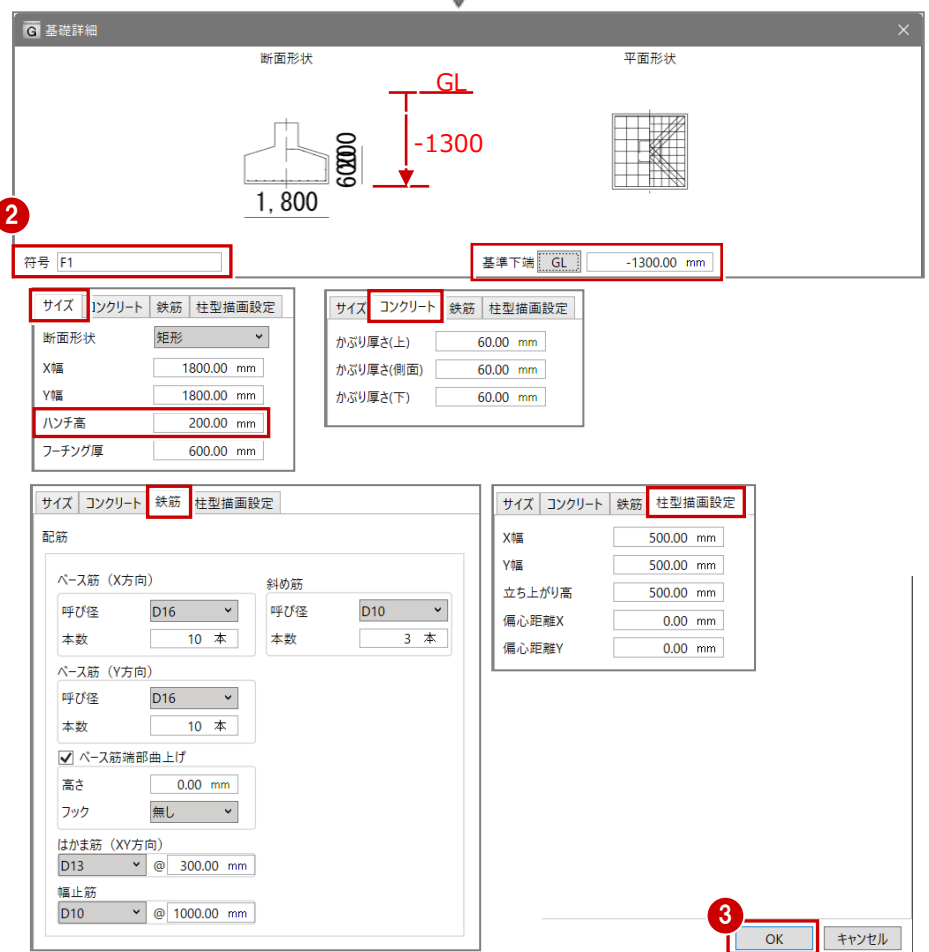 G 基礎詳細
断面形状
平面形状
GL
-1300
600
200
1,800
2
符号 F1
基準下端 GL -1300.00 mm
サイズ コンクリート 鉄筋 柱型描画設定
断面形状 矩形
X幅 1800.00 mm
Y幅 1800.00 mm
ハンチ高 200.00 mm
フーチング厚 600.00 mm
サイズ コンクリート 鉄筋 柱型描画設定
かぶり厚さ(上) 60.00 mm
かぶり厚さ(側面) 60.00 mm
かぶり厚さ(下) 60.00 mm
サイズ コンクリート 鉄筋 柱型描画設定
配筋
ベース筋（X方向）
呼び径 D16
本数 10 本
斜め筋
呼び径 D10
本数 3 本
ベース筋（Y方向）
呼び径 D16
本数 10 本
ベース筋端部曲上げ
高さ 0.00 mm
フック 無し
はかま筋（XY方向）
D13 @ 300.00 mm
幅止筋
D10 @ 1000.00 mm
サイズ コンクリート 鉄筋 柱型描画設定
X幅 500.00 mm
Y幅 500.00 mm
立ち上がり高 500.00 mm
偏心距離X 0.00 mm
偏心距離Y 0.00 mm
3
OK キャンセル